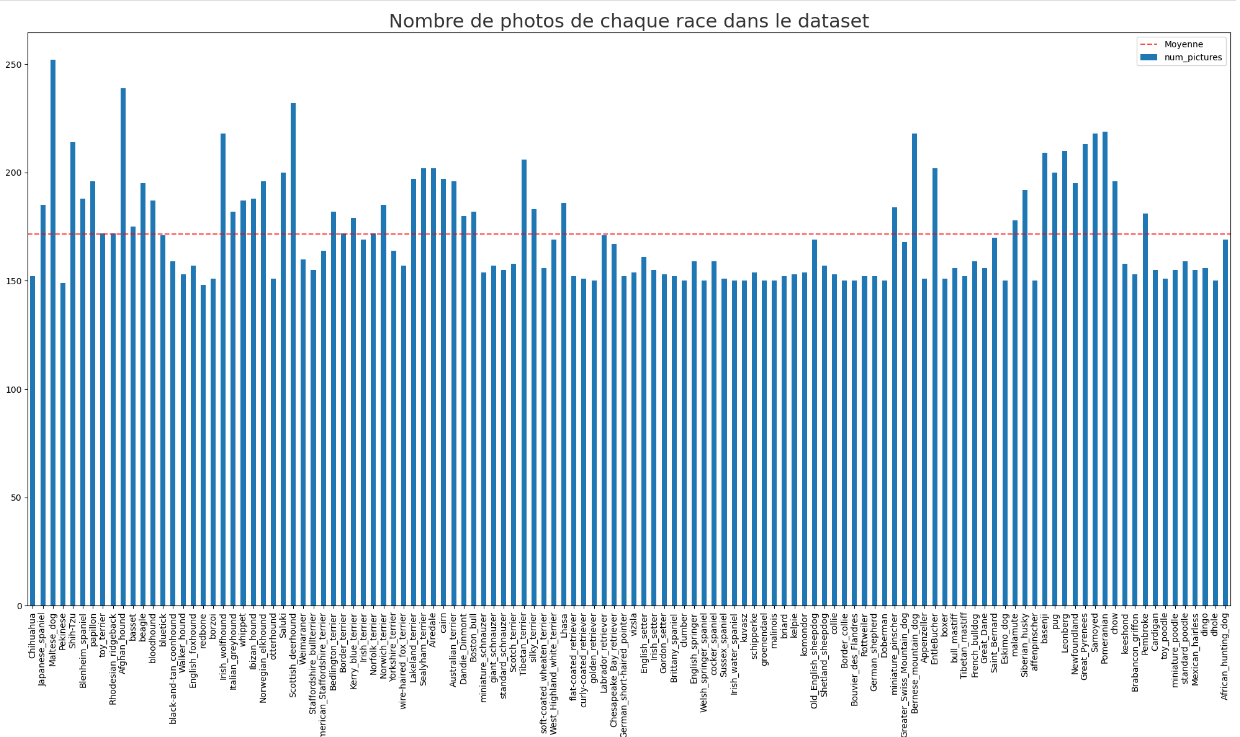 Nombre de photos de chaque race dans le dataset
Moyenne
num_pictures
250
200
150
100
50
0
Chihuahua
Japanese_spaniel
Maltese_dog
Pekinese
Shih-Tzu
Blenheim_spaniel
papillon
toy_terrier
Rhodesian_ridgeback
Afghan_hound
basset
beagle
bloodhound
bluetick
black-and-tan_coonhound
Walker_hound
English_foxhound
redbone
borzoi
Irish_wolfhound
Italian_greyhound
whippet
Ibizan_hound
Norwegian_elkhound
otterhound
Saluki
Scottish_deerhound
Weimaraner
Staffordshire_bullterrier
merican_Staffordshire_terrier
Bedlington_terrier
Border_terrier
Kerry_blue_terrier
Irish_terrier
Norfolk_terrier
Norwich_terrier
Yorkshire_terrier
wire-haired_fox_terrier
Lakeland_terrier
Sealyham_terrier
Airedale
cairn
Australian_terrier
Dandie_Dinmont
Boston_bull
miniature_schnauzer
giant_schnauzer
standard_schnauzer
Scotch_terrier
Tibetan_terrier
silky_terrier
soft-coated_wheaten_terrier
West_Highland_white_terrier
Lhasa
flat-coated_retriever
curly-coated_retriever
golden_retriever
Labrador_retriever
Chesapeake_Bay_retriever
German_short-haired_pointer
vizsla
English_setter
Irish_setter
Gordon_setter
Brittany_spaniel
clumber
English_springer
Welsh_springer_spaniel
cocker_spaniel
Sussex_spaniel
Irish_water_spaniel
kuvasz
schipperke
groenendael
malinois
briard
kelpie
komondor
Old_English_sheepdog
Shetland_sheepdog
collie
Border_collie
Bouvier_des_Flandres
Rottweiler
German_shepherd
Doberman
miniature_pinscher
Greater_Swiss_Mountain_dog
Bernese_mountain_dog
Appenzeller
EntleBucher
boxer
bull_mastiff
Tibetan_mastiff
French_bulldog
Great_Dane
Saint_Bernard
Eskimo_dog
malamute
Siberian_husky
affenpinscher
basenji
pug
Leonberg
Newfoundland
Great_Pyrenees
Samoyed
Pomeranian
chow
keeshond
Brabancon_griffon
Pembroke
Cardigan
toy_poodle
miniature_poodle
standard_poodle
Mexican_hairless
dingo
dhole
African_hunting_dog